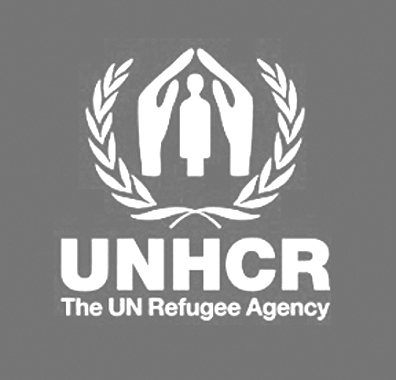 UNHCR
The UN Refugee Agency